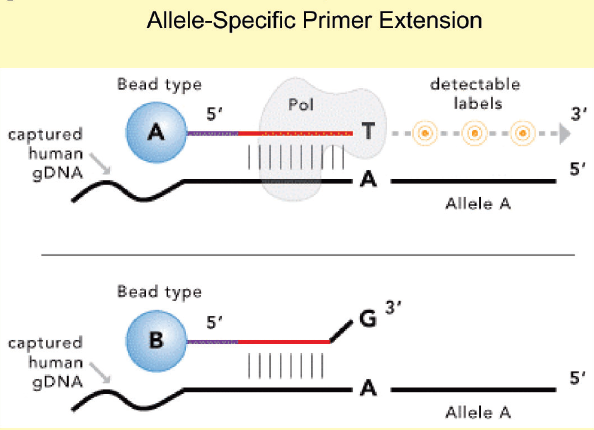 Allele-Specific Primer Extension
Bead type
A
5′
Pol
T
detectable
labels
3′
captured
human
gDNA
A
5′
Allele A
Bead type
B
5′
G 3′
captured
human
gDNA
A
5′
Allele A